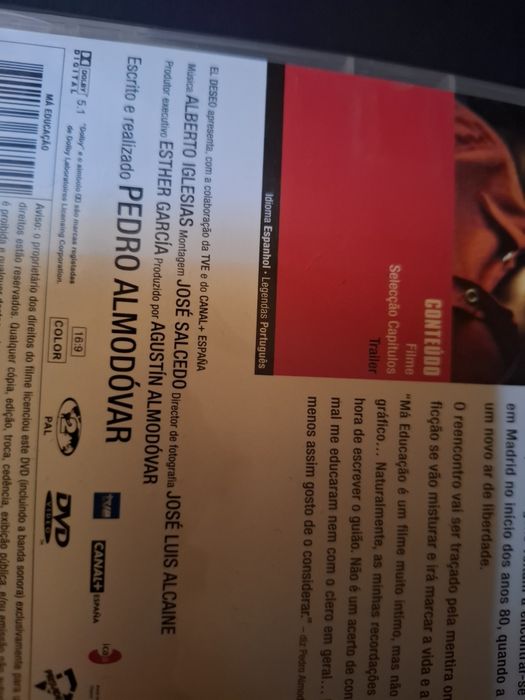 em Madrid no início dos anos 80, quando a
um novo ar de liberdade.
O reencontro vai ser traçado pela mentira
ficção se vão misturar e irá marcar a vida e a
"Má Educação é um filme muito íntimo, mas não
gráfico... Naturalmente, as minhas recordações
hora de escrever o guião. Não é um acerto de
mal me educaram nem com o clero em geral...
menos assim gosto de o considerar." – diz Pedro
CONTEÚDO
Filme
Selecção Capítulos
Trailer
Idioma Espanhol - Legendas Português
EL DESEO apresenta, com a colaboração da TVE e do CANAL+ ESPAÑA
Música ALBERTO IGLESIAS Montagem JOSÉ SALCEDO Director de fotografia JOSÉ LUIS ALCAINE
Produtor executivo ESTHER GARCÍA Produzido por AGUSTÍN ALMODÓVAR
Escrito e realizado PEDRO ALMODÓVAR
DOLBY DIGITAL 5.1
"Dolby" e o símbolo DD são marcas registadas
de Dolby Laboratories Licensing Corporation.
16:9
COLOR
2
PAL
DVD
VIDEO
tve
CANAL+ ESPAÑA
ica
MÁ EDUCAÇÃO
Aviso: o proprietário dos direitos do filme licenciou este DVD (incluindo a banda sonora) exclusivamente para
direitos estão reservados. Qualquer cópia, edição, troca, cedência, exibição pública e/ou emissão
é proibida